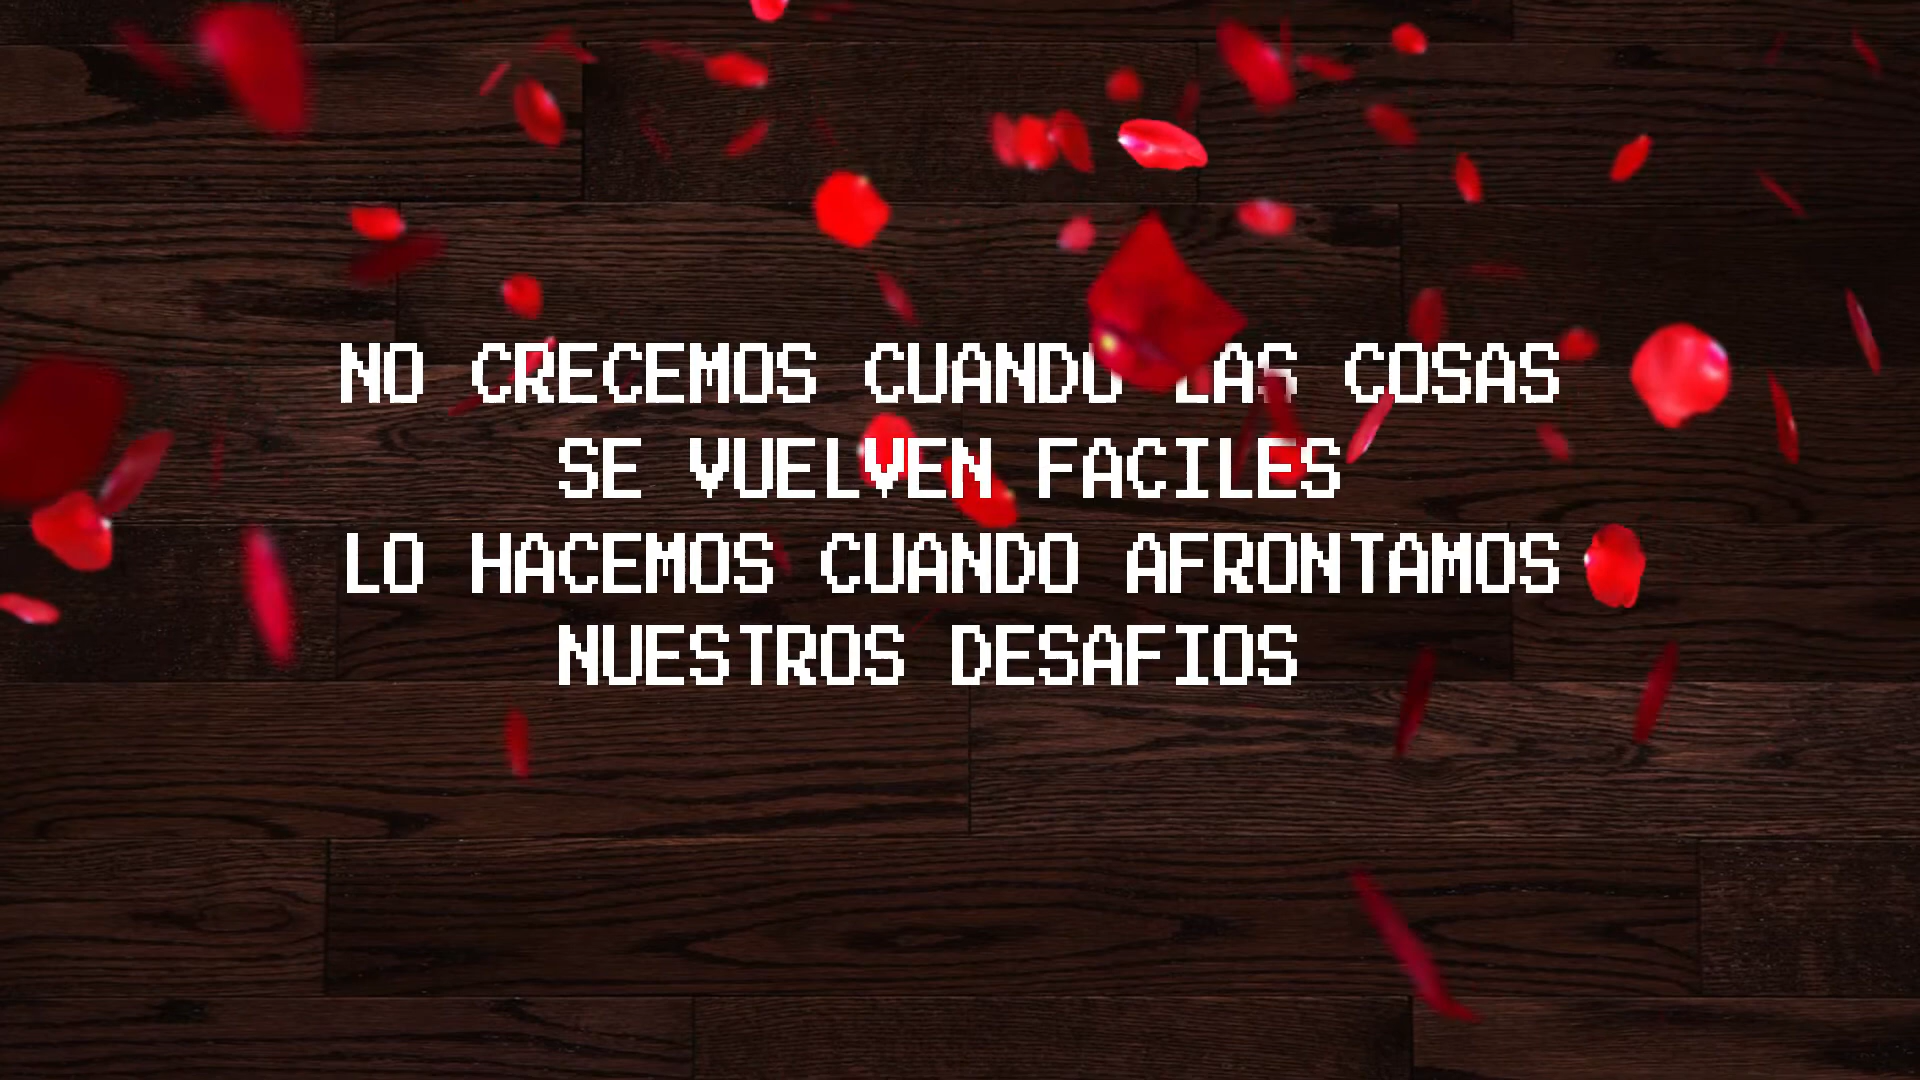 NO CRECEMOS CUANDO LAS COSAS
SE VUELVEN FACILES
LO HACEMOS CUANDO AFRONTAMOS
NUESTROS DESAFIOS